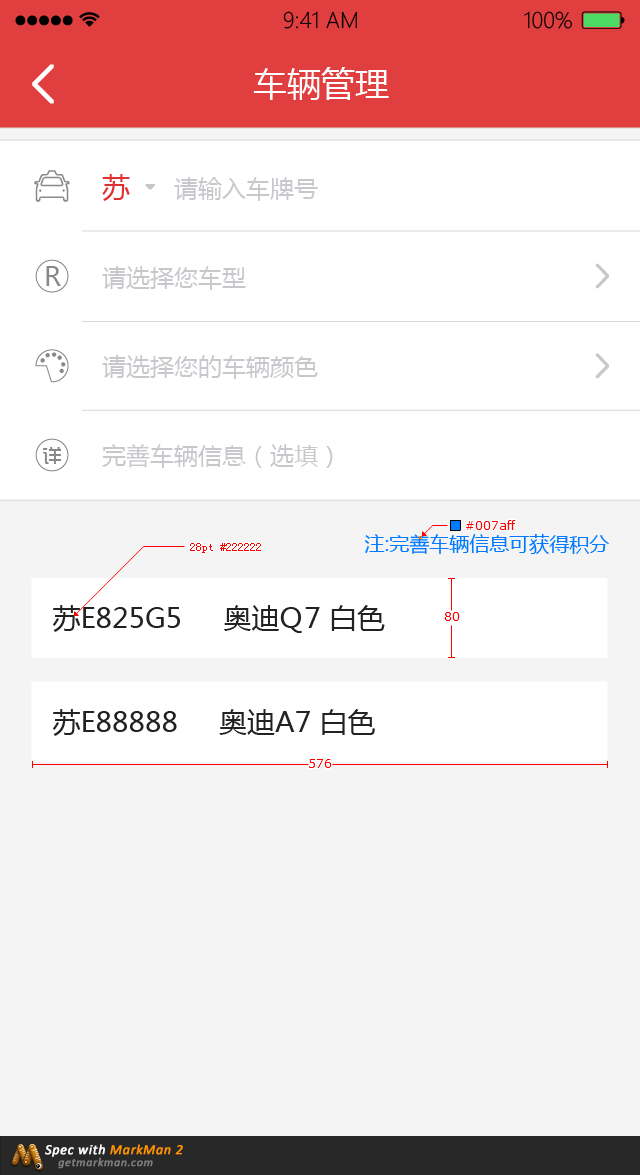 9:41 AM 100%
车辆管理
苏 请输入车牌号
R 请选择您车型
请选择您的车辆颜色
详 完善车辆信息（选填）
#007aff
注:完善车辆信息可获得积分
28pt #222222
苏E825G5 奥迪Q7 白色
80
苏E88888 奥迪A7 白色
576
Spec with MarkMan 2
getmarkman.com